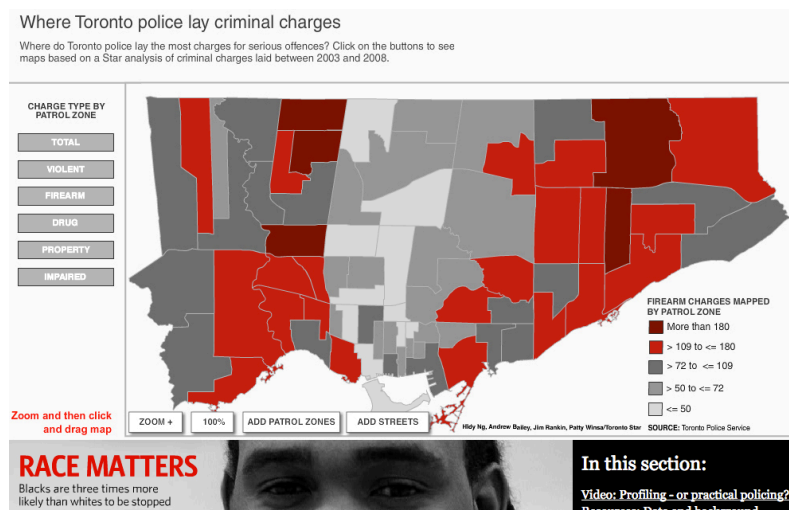 Where Toronto police lay criminal charges
Where do Toronto police lay the most charges for serious offences? Click on the buttons to see
maps based on a Star analysis of criminal charges laid between 2003 and 2008.
CHARGE TYPE BY
PATROL ZONE
TOTAL
VIOLENT
FIREARM
DRUG
PROPERTY
IMPAIRED
FIREARM CHARGES MAPPED
BY PATROL ZONE
More than 180
> 109 to <= 180
> 72 to <= 109
> 50 to <= 72
<= 50
Zoom and then click
and drag map
ZOOM +
100%
ADD PATROL ZONES
ADD STREETS
Hidy Ng, Andrew Bailey, Jim Rankin, Patty Winsa/Toronto Star
SOURCE: Toronto Police Service
RACE MATTERS
Blacks are three times more
likely than whites to be stopped
In this section:
Video: Profiling - or practical policing?